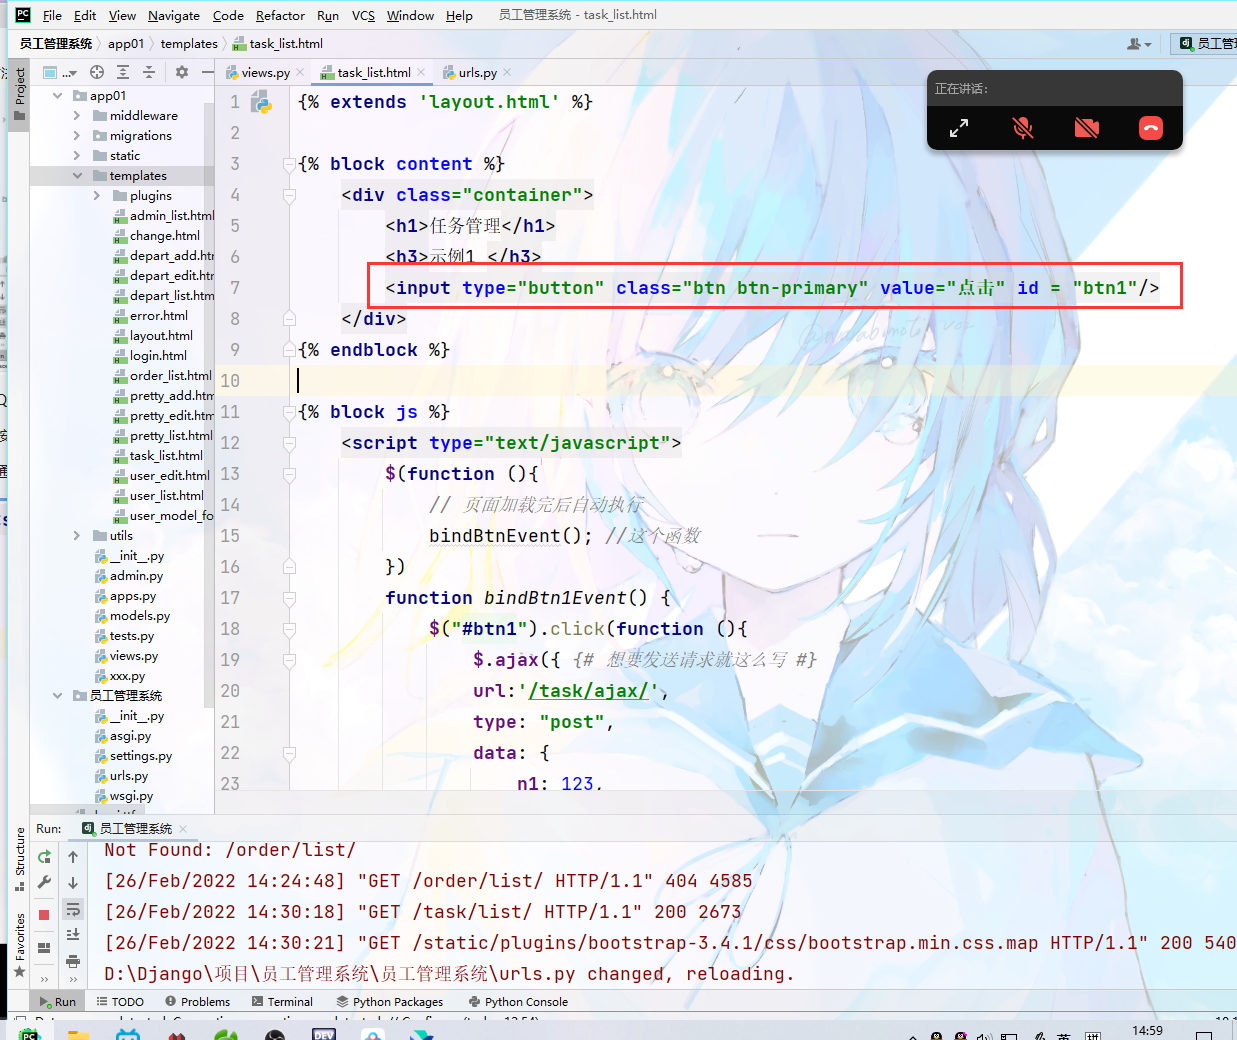 File Edit View Navigate Code Refactor Run VCS Window Help 员工管理系统 - task_list.html
员工管理系统 app01 templates task_list.html
员工管
正在讲话:
Project
views.py task_list.html urls.py
app01
middleware
migrations
static
templates
plugins
admin_list.html
change.html
depart_add.htm
depart_edit.htm
depart_list.htm
error.html
layout.html
login.html
order_list.html
pretty_add.htm
pretty_edit.htm
pretty_list.html
task_list.html
user_edit.html
user_list.html
user_model_fo
utils
__init__.py
admin.py
apps.py
models.py
tests.py
views.py
xxx.py
员工管理系统
__init__.py
asgi.py
settings.py
urls.py
wsgi.py
1 {% extends 'layout.html' %}
2
3 {% block content %}
4 <div class="container">
5 <h1>任务管理</h1>
6 <h3>示例1 </h3>
7 <input type="button" class="btn btn-primary" value="点击" id = "btn1"/>
8 </div>
9 {% endblock %}
10
11 {% block js %}
12 <script type="text/javascript">
13 $(function (){
14 // 页面加载完后自动执行
15 bindBtnEvent(); //这个函数
16 })
17 function bindBtn1Event() {
18 $("#btn1").click(function (){
19 $.ajax({ {# 想要发送请求就这么写 #}
20 url:'/task/ajax/',
21 type: "post",
22 data: {
23 n1: 123,
Run: 员工管理系统
Structure
Favorites
Not Found: /order/list/
[26/Feb/2022 14:24:48] "GET /order/list/ HTTP/1.1" 404 4585
[26/Feb/2022 14:30:18] "GET /task/list/ HTTP/1.1" 200 2673
[26/Feb/2022 14:30:21] "GET /static/plugins/bootstrap-3.4.1/css/bootstrap.min.css.map HTTP/1.1" 200 540
D:\Django\项目\员工管理系统\员工管理系统\urls.py changed, reloading.
Run TODO Problems Terminal Python Packages Python Console
DEV
英 拼 14:59